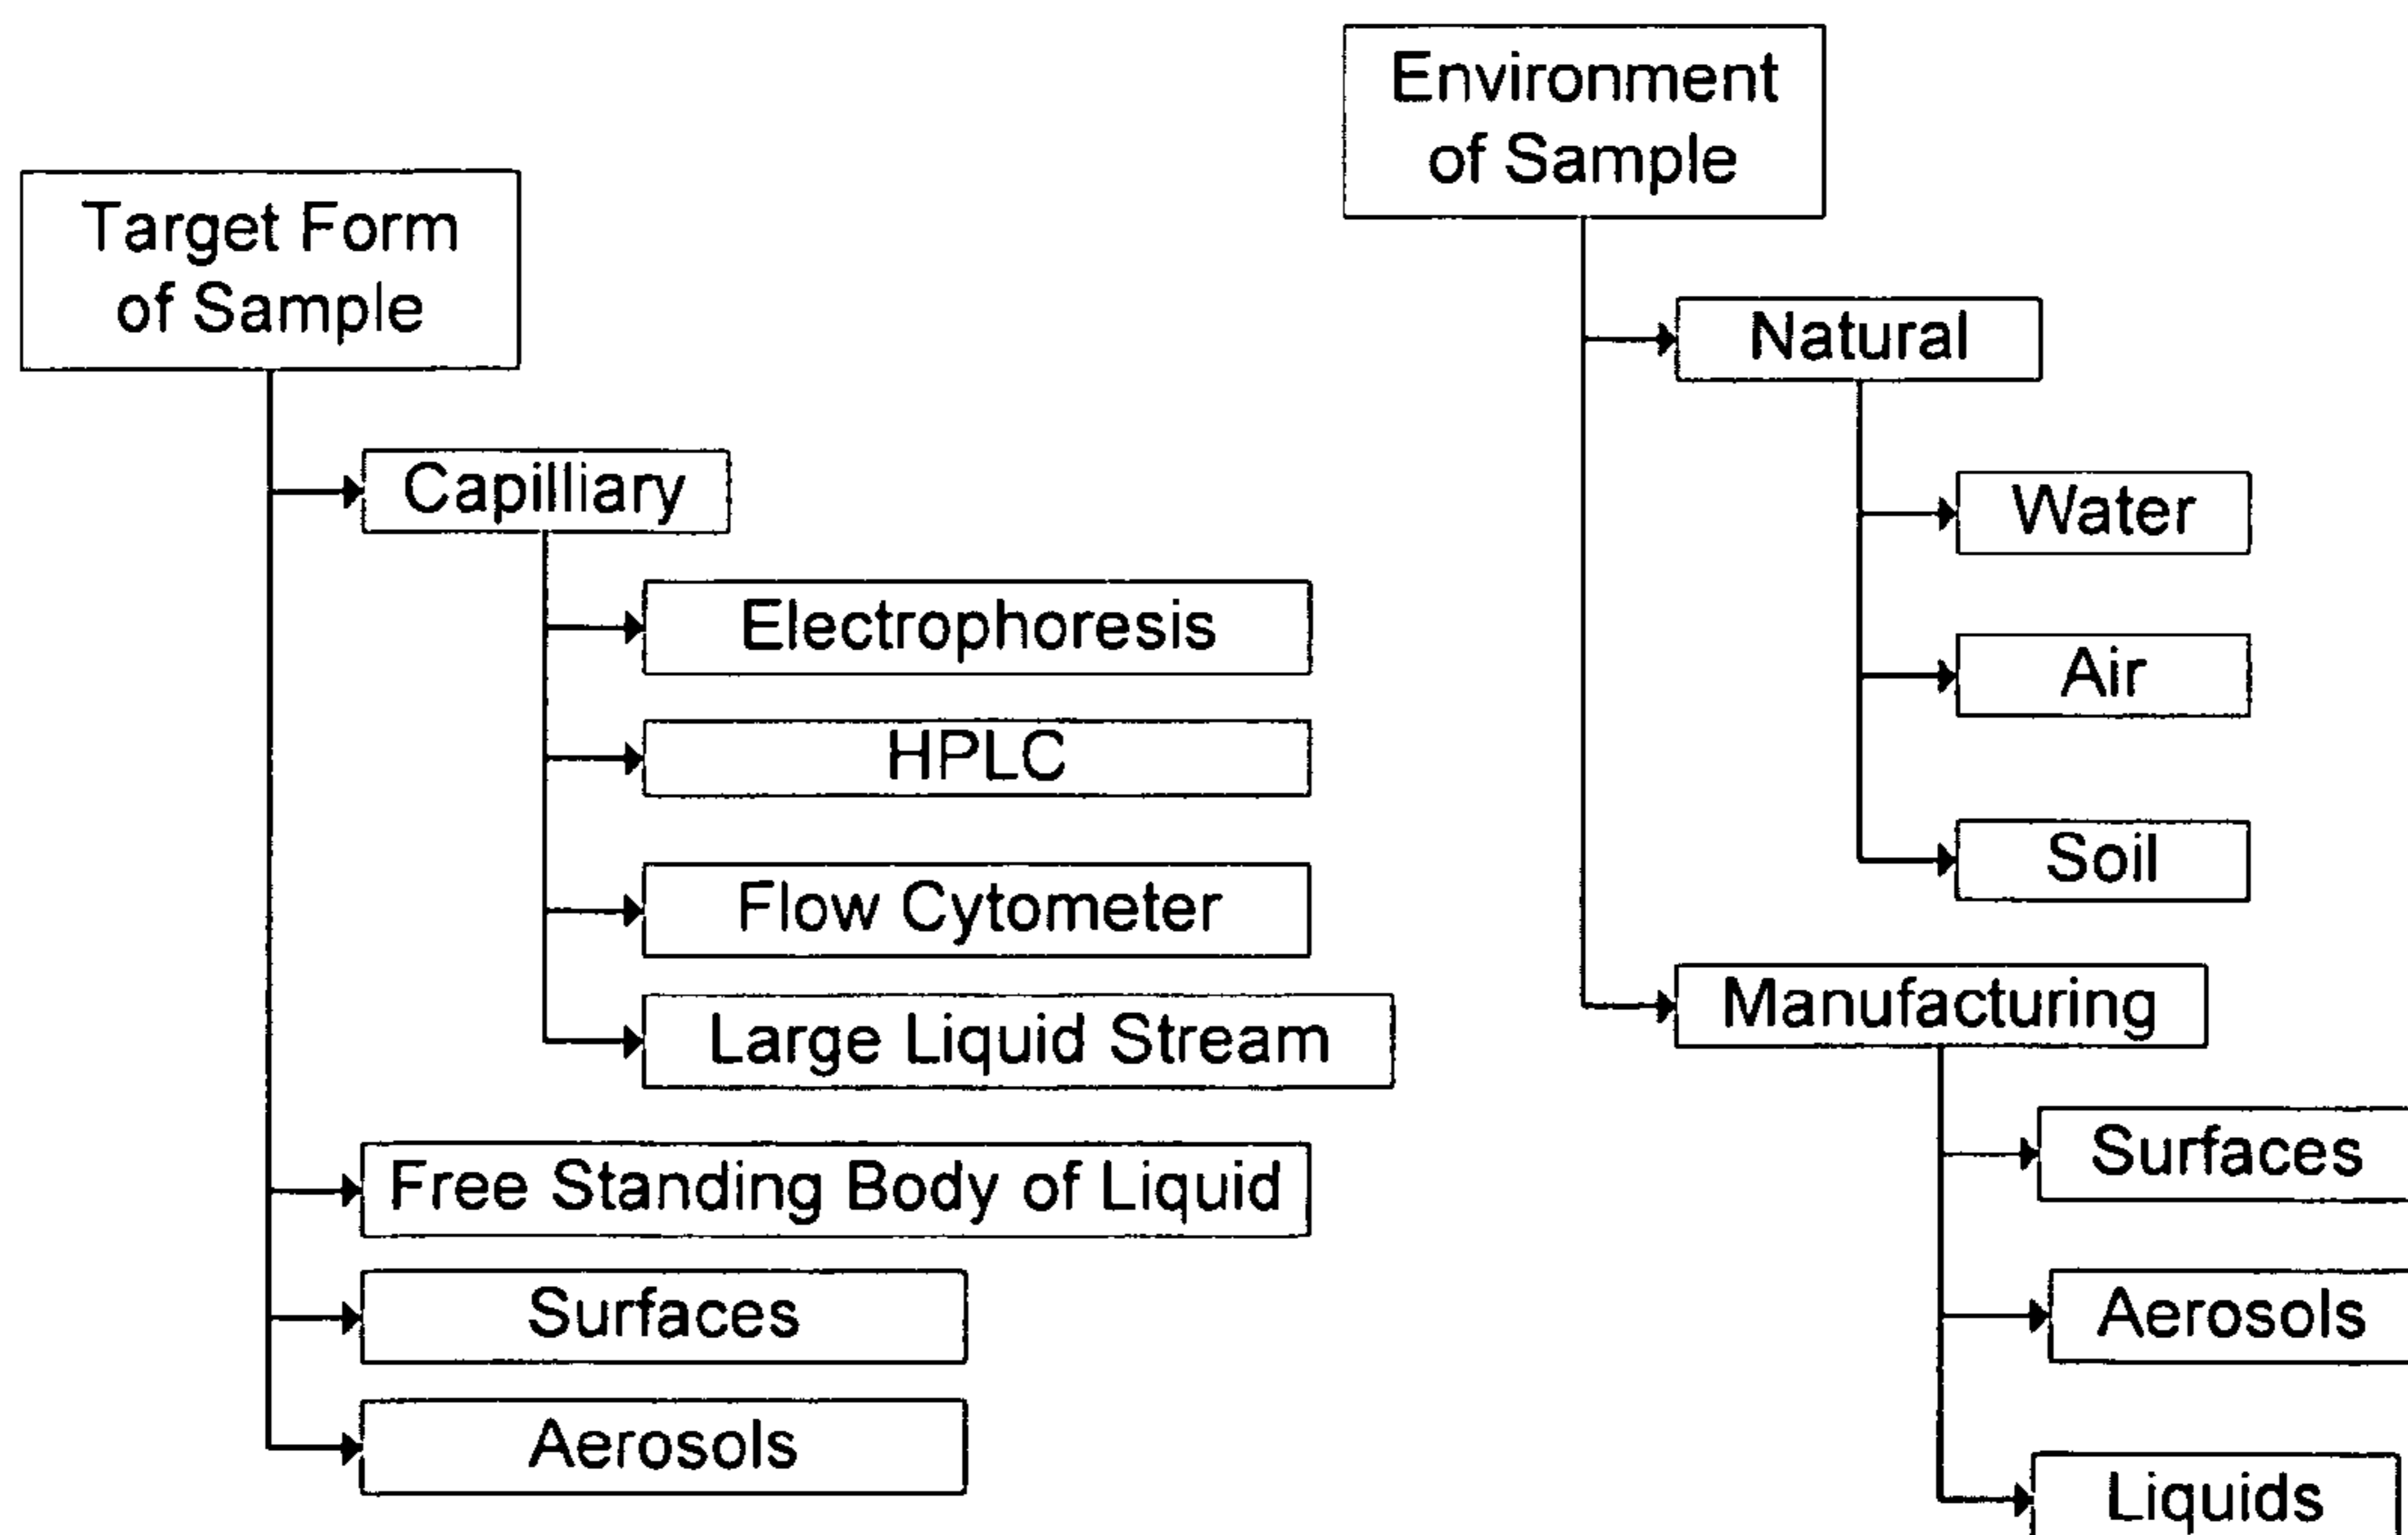 Target Form
of Sample
Capilliary
Electrophoresis
HPLC
Flow Cytometer
Large Liquid Stream
Free Standing Body of Liquid
Surfaces
Aerosols
Environment
of Sample
Natural
Water
Air
Soil
Manufacturing
Surfaces
Aerosols
Liquids